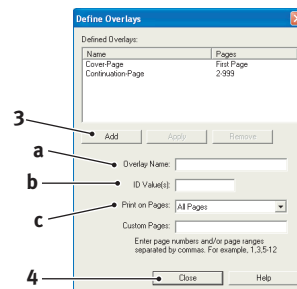 Define Overlays
Defined Overlays:
Name Pages
Cover-Page First Page
Continuation-Page 2-999
3
Add Apply Remove
a Overlay Name:
b ID Value(s):
c Print on Pages: All Pages
Custom Pages:
Enter page numbers and/or page ranges
separated by commas. For example, 1,3,5-12
4 Close Help